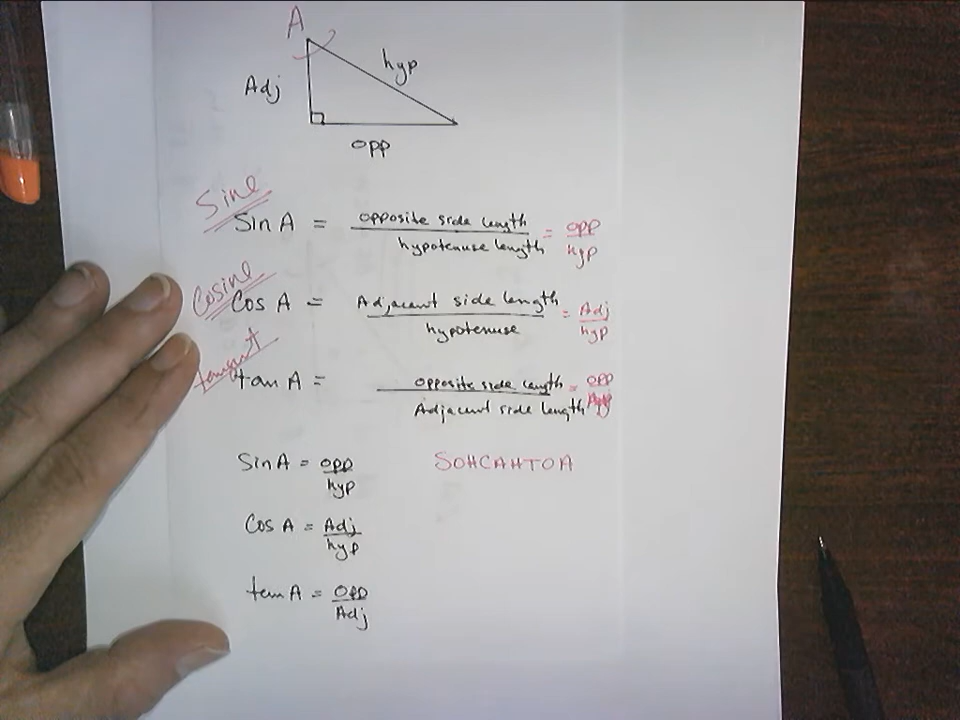 A
Adj
hyp
opp
Sine
Sin A = opposite side length / hypotenuse length = opp / hyp
Cosine
Cos A = Adjacent side length / hypotenuse = Adj / hyp
tangent
tan A = opposite side length / Adjacent side length = opp / Adj
Sin A = opp / hyp
SOHCAHTOA
Cos A = Adj / hyp
tan A = opp / Adj